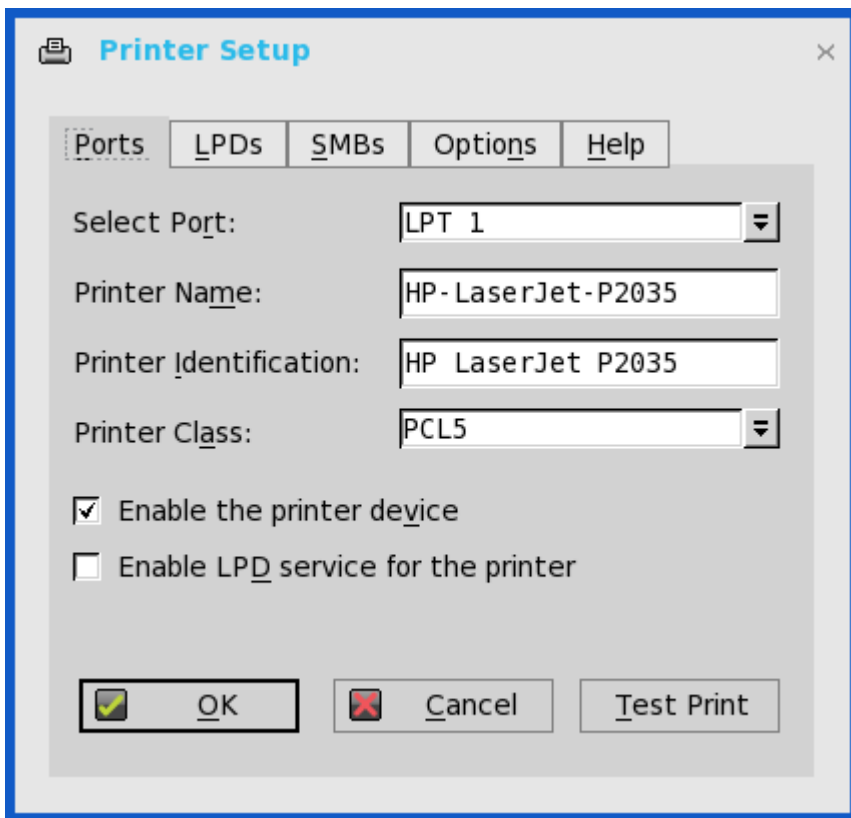 Printer Setup
Ports LPDs SMBs Options Help
Select Port: LPT 1
Printer Name: HP-LaserJet-P2035
Printer Identification: HP LaserJet P2035
Printer Class: PCL5
Enable the printer device
Enable LPD service for the printer
OK Cancel Test Print